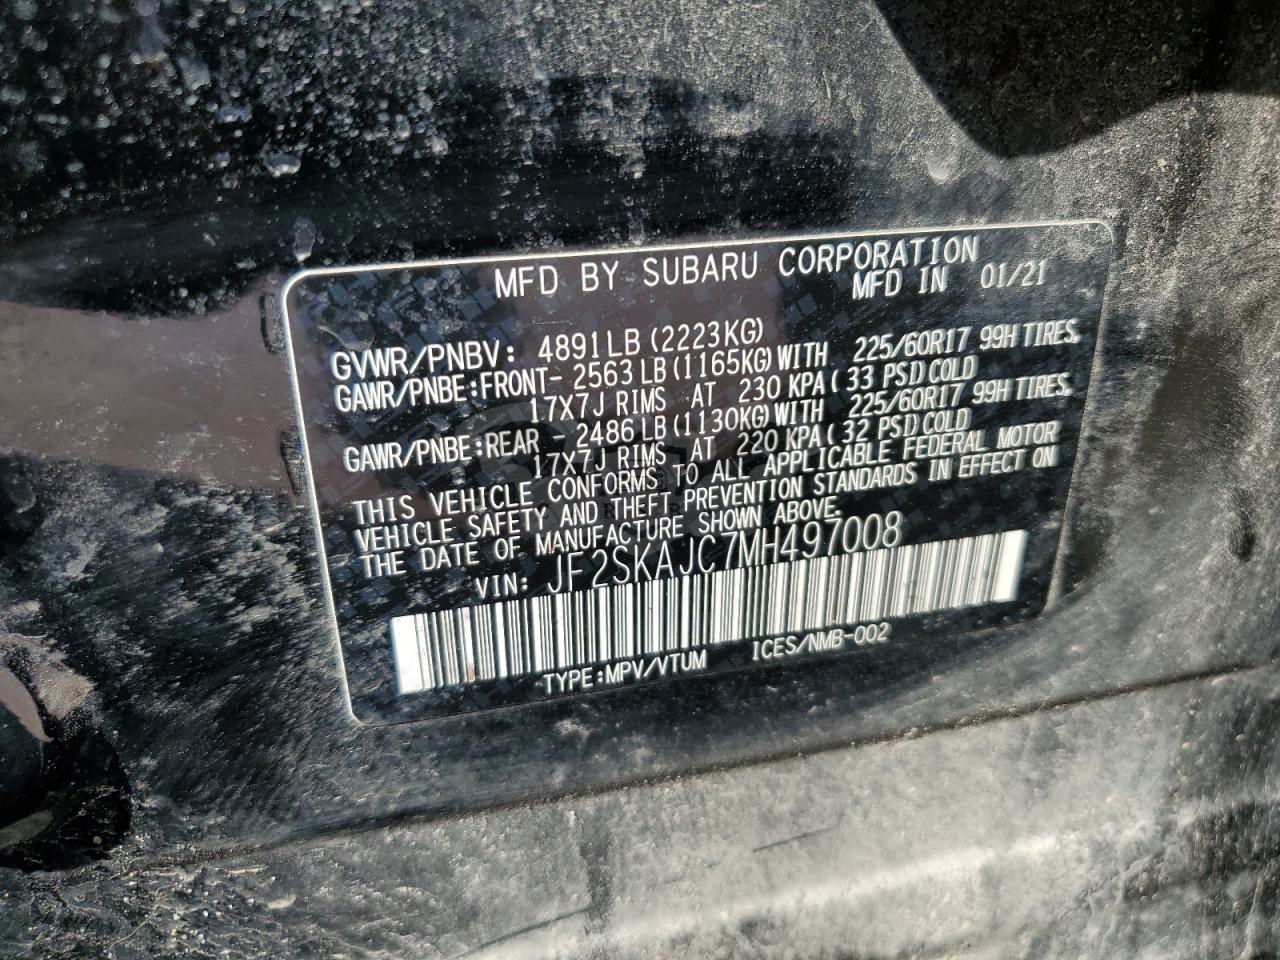 MFD BY SUBARU CORPORATION
MFD IN 01/21
GVWR/PNBV: 4891LB (2223KG)
GAWR/PNBE:FRONT- 2563 LB (1165KG) WITH 225/60R17 99H TIRES.
17X7J RIMS AT 230 KPA ( 33 PSI) COLD
GAWR/PNBE:REAR - 2486 LB (1130KG) WITH 225/60R17 99H TIRES.
17X7J RIMS AT 220 KPA ( 32 PSI) COLD
THIS VEHICLE CONFORMS TO ALL APPLICABLE FEDERAL MOTOR
VEHICLE SAFETY AND THEFT PREVENTION STANDARDS IN EFFECT ON
THE DATE OF MANUFACTURE SHOWN ABOVE.
VIN: JF2SKAJC7MH497008
TYPE:MPV/VTUM ICES/NMB-002